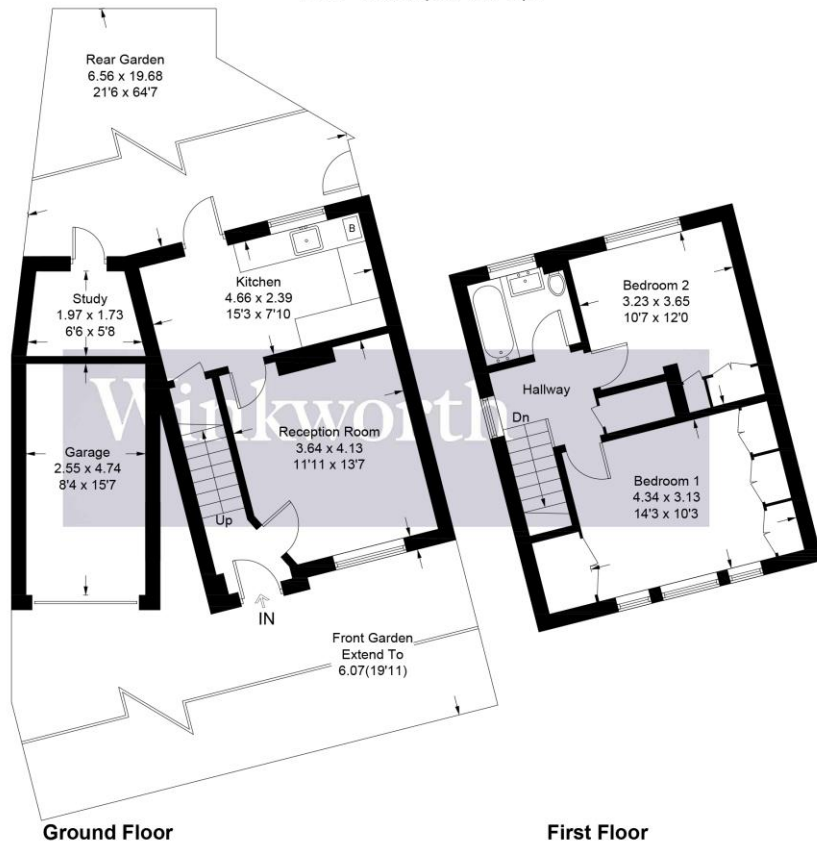 Rear Garden
6.56 x 19.68
21'6 x 64'7
Study
1.97 x 1.73
6'6 x 5'8
Kitchen
4.66 x 2.39
15'3 x 7'10
B
Garage
2.55 x 4.74
8'4 x 15'7
Reception Room
3.64 x 4.13
11'11 x 13'7
Up
IN
Front Garden
Extend To
6.07(19'11)
Bedroom 2
3.23 x 3.65
10'7 x 12'0
Hallway
Dn
Bedroom 1
4.34 x 3.13
14'3 x 10'3
Winkworth
Ground Floor
First Floor